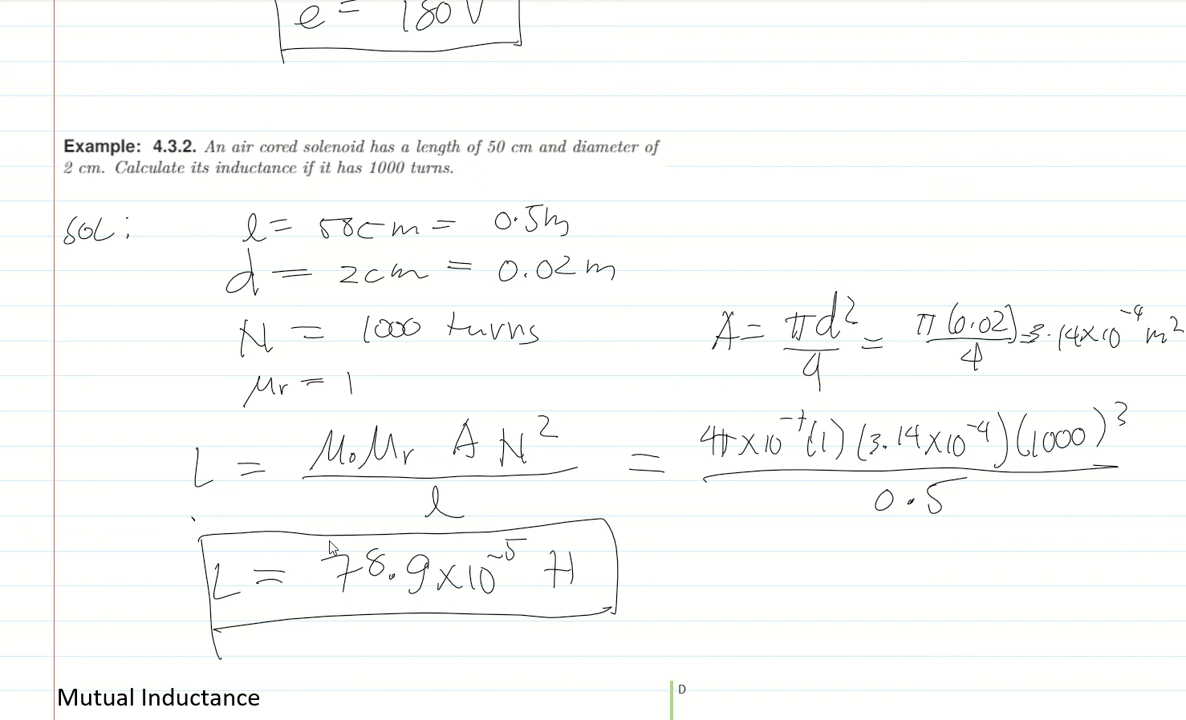 e = 180 V
Example: 4.3.2. An air cored solenoid has a length of 50 cm and diameter of
2 cm. Calculate its inductance if it has 1000 turns.
SOL:
l = 50cm = 0.5m
d = 2cm = 0.02m
N = 1000 turns
A = πd²/4 = π(0.02)/4 = 3.14×10⁻⁴ m²
μr = 1
L = μ₀μr A N² / l = 4π×10⁻⁷(1)(3.14×10⁻⁴)(1000)³ / 0.5
L = 78.9×10⁻⁵ H
Mutual Inductance
D